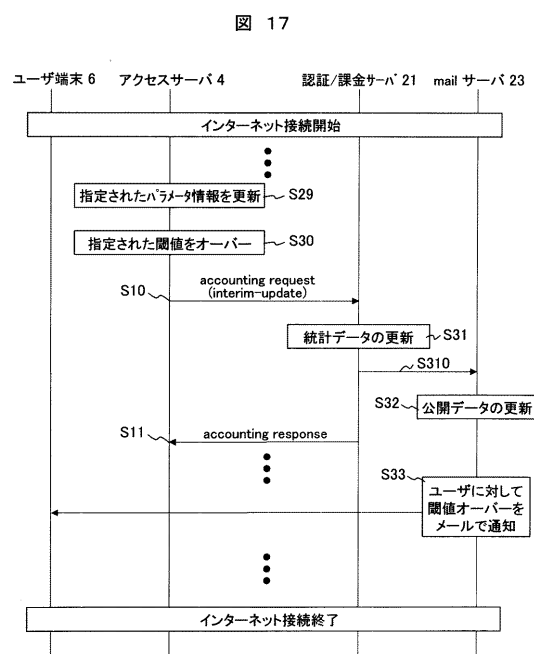 図 17
ユーザ端末 6
アクセスサーバ 4
認証/課金サーバ 21
mail サーバ 23
インターネット接続開始
指定されたパラメータ情報を更新
S29
指定された閾値をオーバー
S30
S10
accounting request
(interim-update)
統計データの更新
S31
S310
S32
公開データの更新
S11
accounting response
S33
ユーザに対して
閾値オーバーを
メールで通知
インターネット接続終了